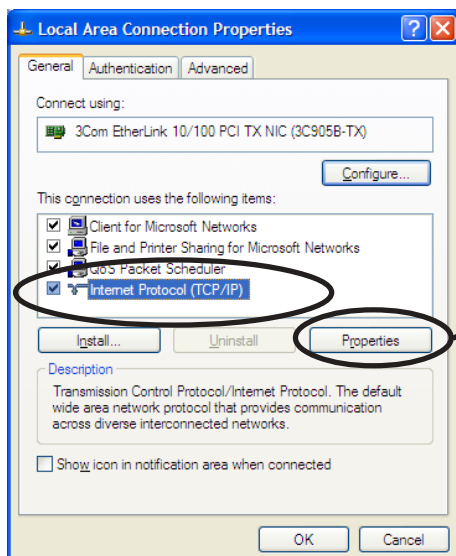 Local Area Connection Properties
General Authentication Advanced
Connect using:
3Com EtherLink 10/100 PCI TX NIC (3C905B-TX)
Configure...
This connection uses the following items:
Client for Microsoft Networks
File and Printer Sharing for Microsoft Networks
QoS Packet Scheduler
Internet Protocol (TCP/IP)
Install... Uninstall Properties
Description
Transmission Control Protocol/Internet Protocol. The default
wide area network protocol that provides communication
across diverse interconnected networks.
Show icon in notification area when connected
OK Cancel